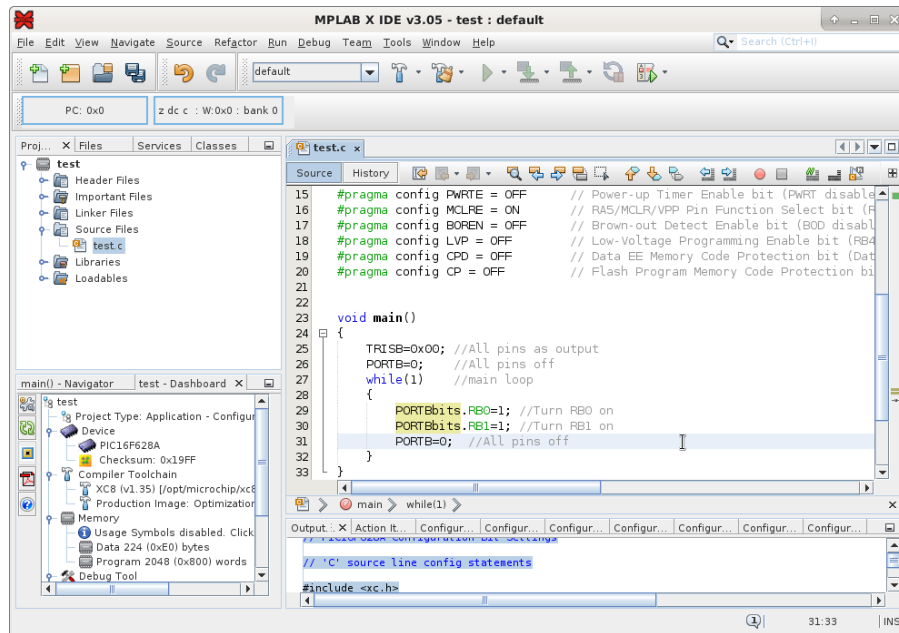 MPLAB X IDE v3.05 - test : default
File Edit View Navigate Source Refactor Run Debug Team Tools Window Help
Search (Ctrl+I)
default
PC: 0x0
z dc c : W:0x0 : bank 0
Proj... X Files Services Classes
test
Header Files
Important Files
Linker Files
Source Files
test.c
Libraries
Loadables
main() - Navigator test - Dashboard X
test
Project Type: Application - Configur
Device
PIC16F628A
Checksum: 0x19FF
Compiler Toolchain
XC8 (v1.35) [/opt/microchip/xc8
Production Image: Optimization
Memory
Usage Symbols disabled. Click
Data 224 (0xE0) bytes
Program 2048 (0x800) words
Debug Tool
test.c x
Source History
15 #pragma config PWRTE = OFF // Power-up Timer Enable bit (PWRT disable
16 #pragma config MCLRE = ON // RA5/MCLR/VPP Pin Function Select bit (R
17 #pragma config BOREN = OFF // Brown-out Detect Enable bit (BOD disabl
18 #pragma config LVP = OFF // Low-Voltage Programming Enable bit (RB4
19 #pragma config CPD = OFF // Data EE Memory Code Protection bit (Dat
20 #pragma config CP = OFF // Flash Program Memory Code Protection bi
21
22
23 void main()
24 {
25 TRISB=0x00; //All pins as output
26 PORTB=0; //All pins off
27 while(1) //main loop
28 {
29 PORTBbits.RB0=1; //Turn RB0 on
30 PORTBbits.RB1=1; //Turn RB1 on
31 PORTB=0; //All pins off
32 }
33 }
main while(1)
Output : X Action It... Configur... Configur... Configur... Configur... Configur... Configur... Configur...
// PIC16F628A Configuration Bit Settings
// 'C' source line config statements
#include <xc.h>
1 31:33 INS